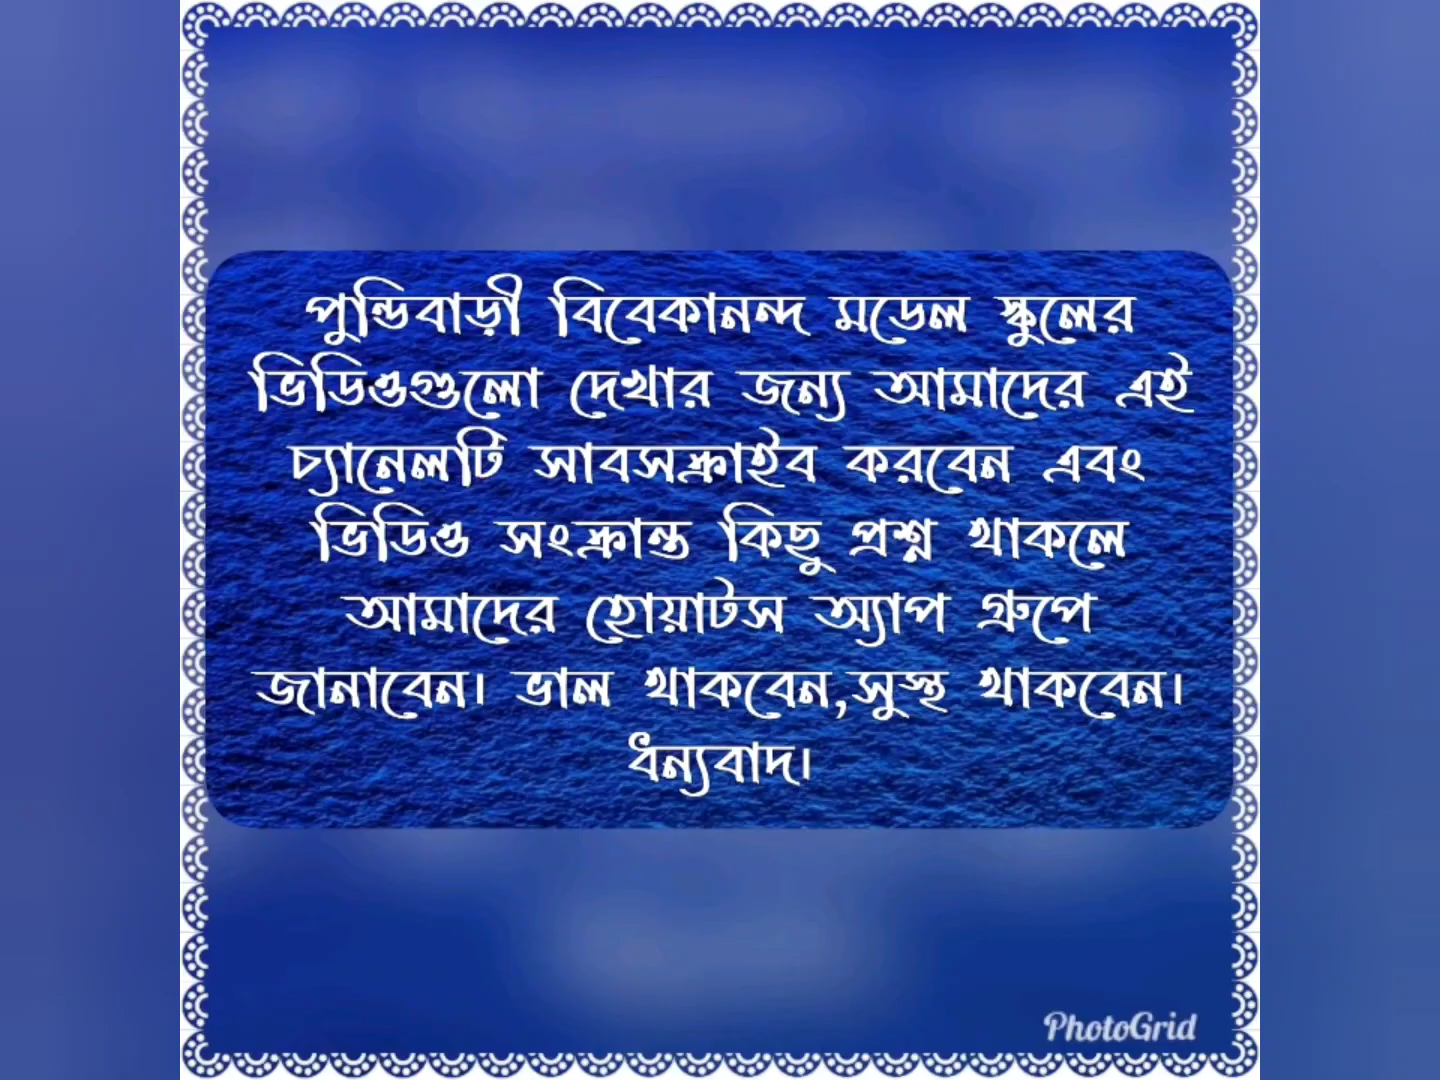 পুন্ডিবাড়ী বিবেকানন্দ মডেল স্কুলের
ভিডিওগুলো দেখার জন্য আমাদের এই
চ্যানেলটি সাবসক্রাইব করবেন এবং
ভিডিও সংক্রান্ত কিছু প্রশ্ন থাকলে
আমাদের হোয়াটস অ্যাপ গ্রুপে
জানাবেন। ভাল থাকবেন,সুস্থ থাকবেন।
ধন্যবাদ।
PhotoGrid